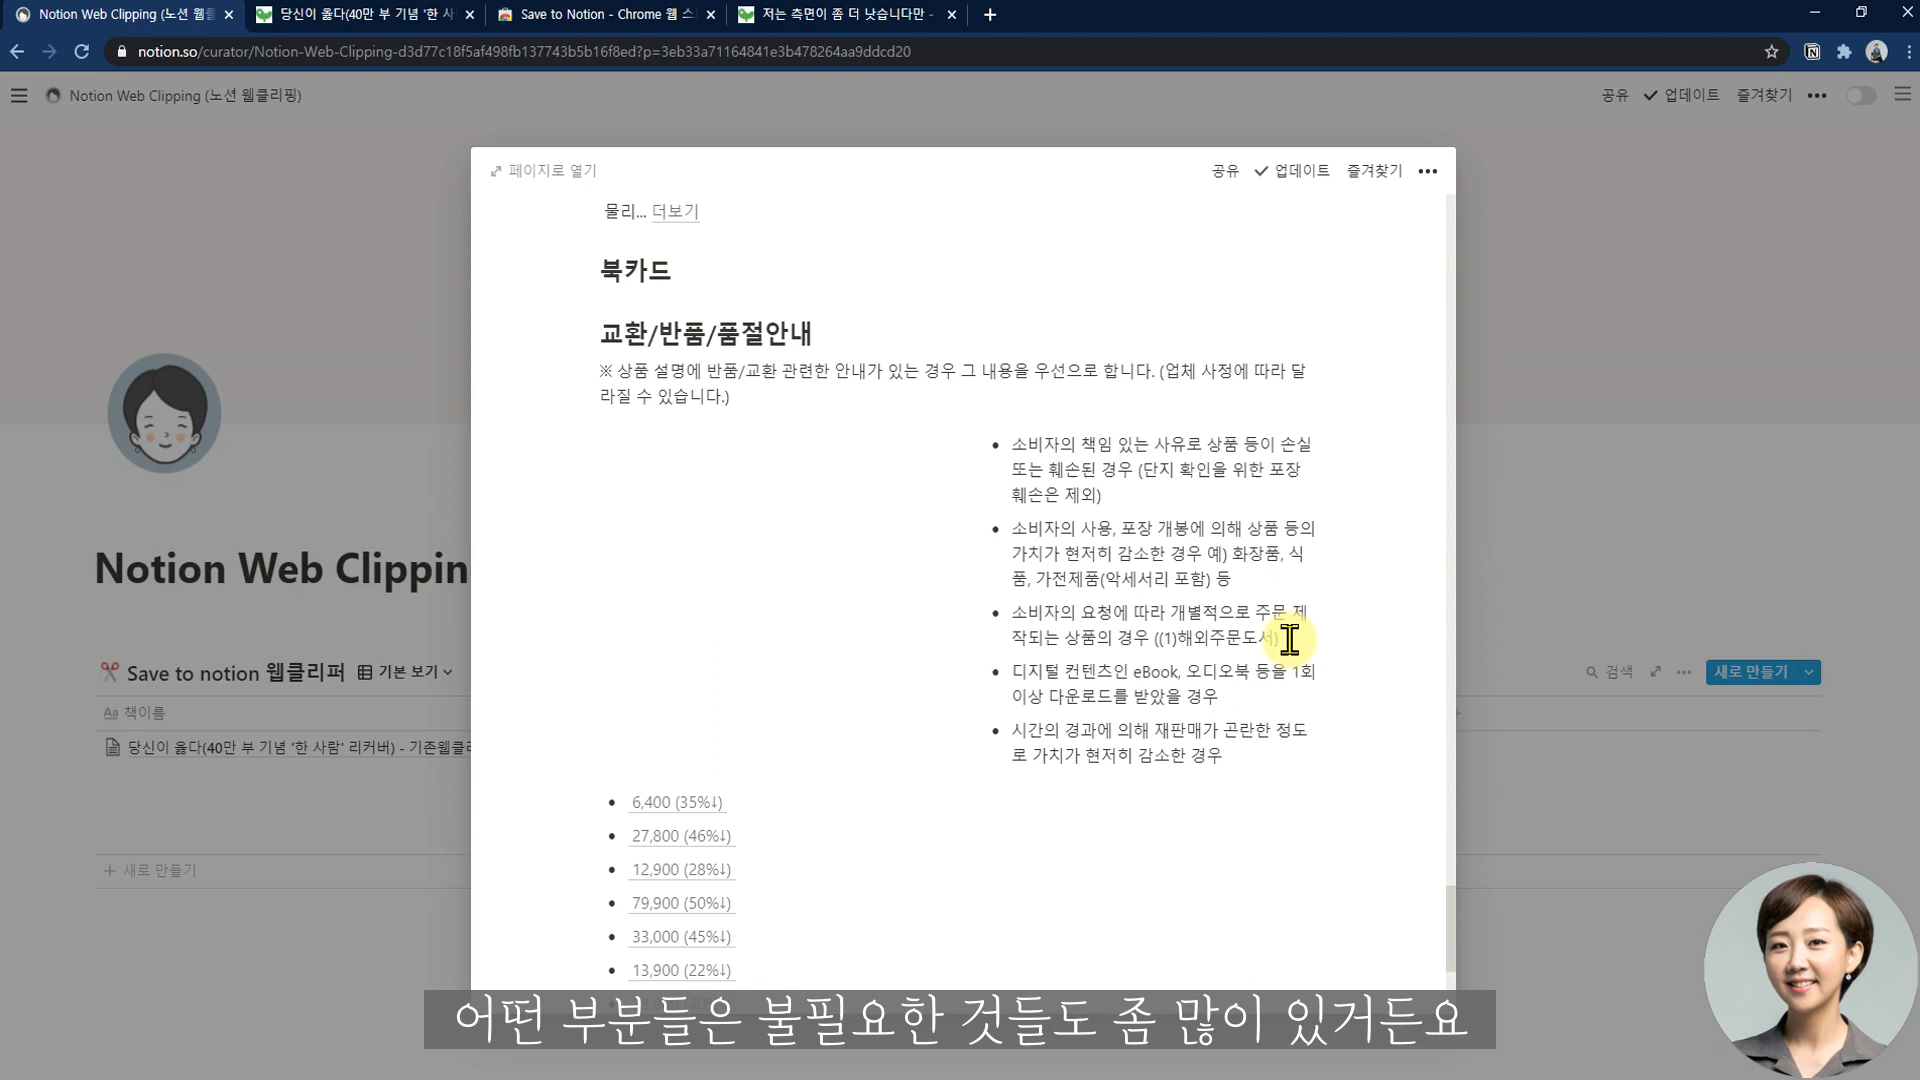 Notion Web Clipping (노션 웹클
당신이 옳다(40만 부 기념 '한 사
Save to Notion - Chrome 웹 스
저는 측면이 좀 더 낫습니다만 -
notion.so/curator/Notion-Web-Clipping-d3d77c18f5af498fb137743b5b16f8ed?p=3eb33a71164841e3b478264aa9ddcd20
Notion Web Clipping (노션 웹클리핑)
공유 업데이트 즐겨찾기
페이지로 열기
공유 업데이트 즐겨찾기
물리... 더보기
북카드
교환/반품/품절안내
※ 상품 설명에 반품/교환 관련한 안내가 있는 경우 그 내용을 우선으로 합니다. (업체 사정에 따라 달
라질 수 있습니다.)
소비자의 책임 있는 사유로 상품 등이 손실
또는 훼손된 경우 (단지 확인을 위한 포장
훼손은 제외)
소비자의 사용, 포장 개봉에 의해 상품 등의
가치가 현저히 감소한 경우 예) 화장품, 식
품, 가전제품(악세서리 포함) 등
소비자의 요청에 따라 개별적으로 주문 제
작되는 상품의 경우 ((1)해외주문도서)
디지털 컨텐츠인 eBook, 오디오북 등을 1회
이상 다운로드를 받았을 경우
시간의 경과에 의해 재판매가 곤란한 정도
로 가치가 현저히 감소한 경우
6,400 (35%↓)
27,800 (46%↓)
12,900 (28%↓)
79,900 (50%↓)
33,000 (45%↓)
13,900 (22%↓)
Notion Web Clippin
Save to notion 웹클리퍼 기본 보기
검색 새로 만들기
Aa 책이름
당신이 옳다(40만 부 기념 '한 사람' 리커버) - 기존웹클리
+ 새로 만들기
어떤 부분들은 불필요한 것들도 좀 많이 있거든요